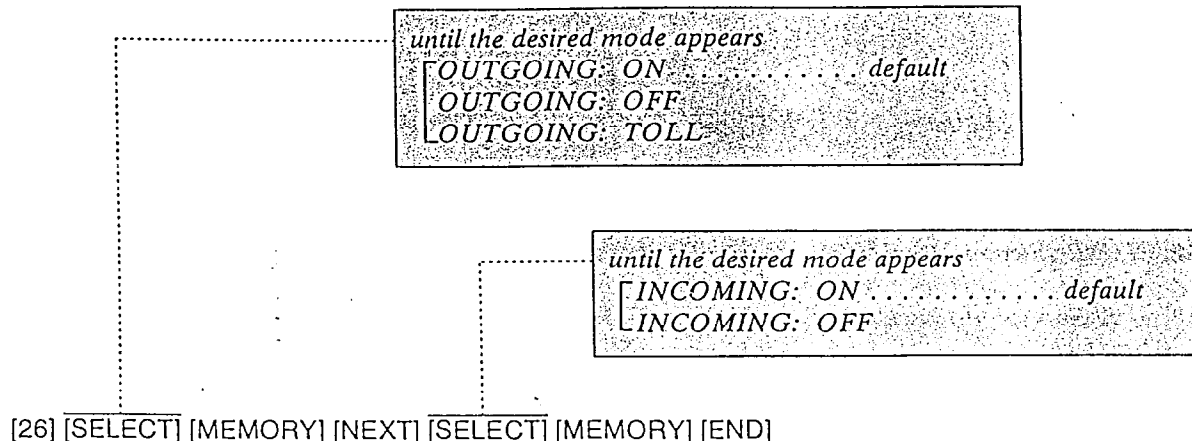 until the desired mode appears
OUTGOING: ON . . . . . . . . . . . default
OUTGOING: OFF
OUTGOING: TOLL
until the desired mode appears
INCOMING: ON . . . . . . . . . . . . default
INCOMING: OFF
[26] [SELECT] [MEMORY] [NEXT] [SELECT] [MEMORY] [END]